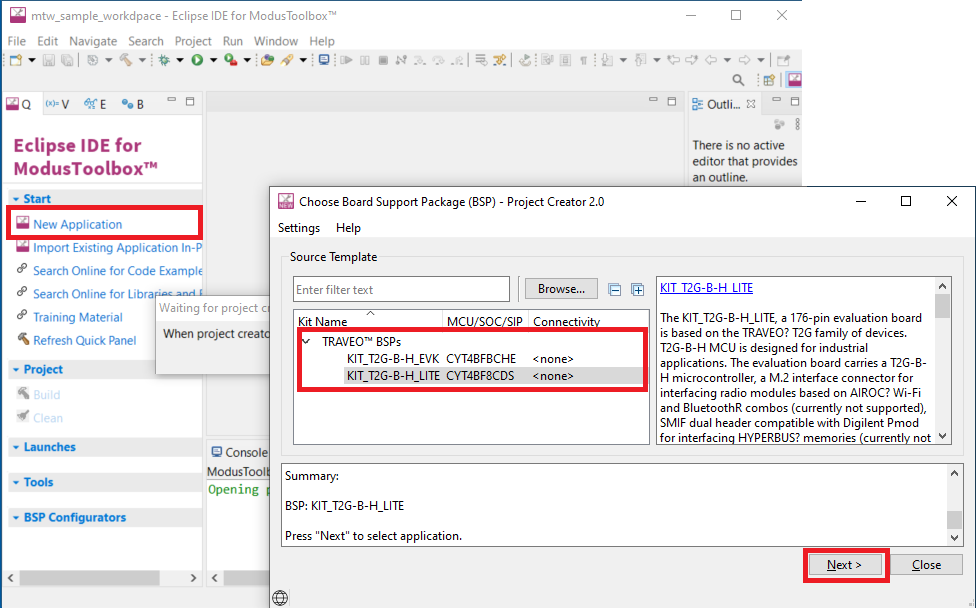 mtw_sample_workdpace - Eclipse IDE for ModusToolbox™
File Edit Navigate Search Project Run Window Help
Q (x)= V E B
Outli...
Eclipse IDE for
ModusToolbox™
There is no active
editor that provides
an outline.
Start
New Application
Import Existing Application In-P
Search Online for Code Example
Search Online for Libraries and
Training Material
Refresh Quick Panel
Project
Build
Clean
Launches
Tools
BSP Configurators
Waiting for project cr
When project creato
Console
ModusToolb
Opening p
NEW
Choose Board Support Package (BSP) - Project Creator 2.0
Settings Help
Source Template
Enter filter text
Browse...
Kit Name MCU/SOC/SIP Connectivity
TRAVEO™ BSPs
KIT_T2G-B-H_EVK CYT4BFBCHE <none>
KIT_T2G-B-H_LITE CYT4BF8CDS <none>
KIT_T2G-B-H_LITE
The KIT_T2G-B-H_LITE, a 176-pin evaluation board
is based on the TRAVEO? T2G family of devices.
T2G-B-H MCU is designed for industrial
applications. The evaluation board carries a T2G-B-
H microcontroller, a M.2 interface connector for
interfacing radio modules based on AIROC? Wi-Fi
and BluetoothR combos (currently not supported),
SMIF dual header compatible with Digilent Pmod
for interfacing HYPERBUS? memories (currently not
Summary:
BSP: KIT_T2G-B-H_LITE
Press "Next" to select application.
Next >
Close